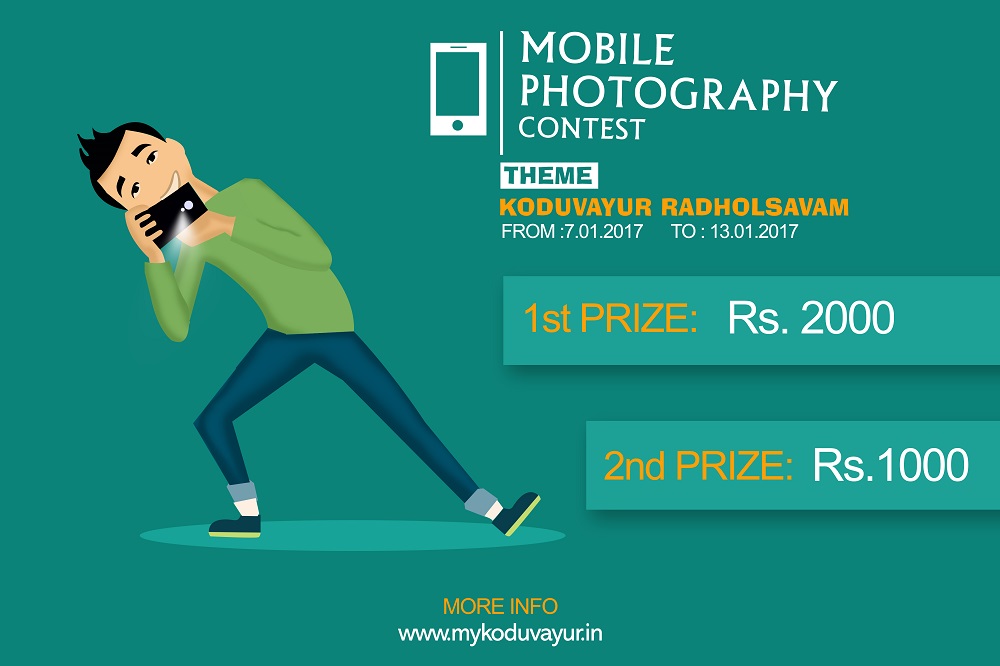 MOBILE
PHOTOGRAPHY
CONTEST
THEME
KODUVAYUR RADHOLSAVAM
FROM :7.01.2017 TO : 13.01.2017
1st PRIZE: Rs. 2000
2nd PRIZE: Rs.1000
MORE INFO
www.mykoduvayur.in